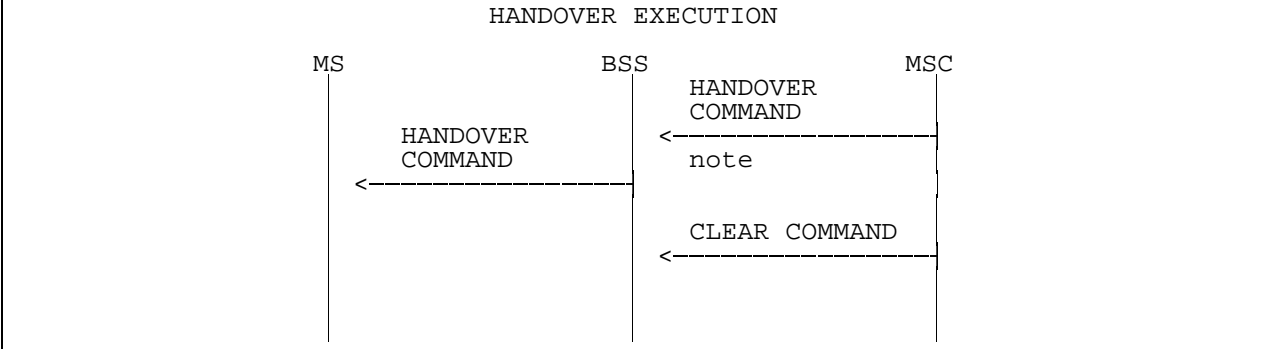 HANDOVER EXECUTION
MS BSS MSC
HANDOVER
COMMAND
HANDOVER
COMMAND
note
CLEAR COMMAND